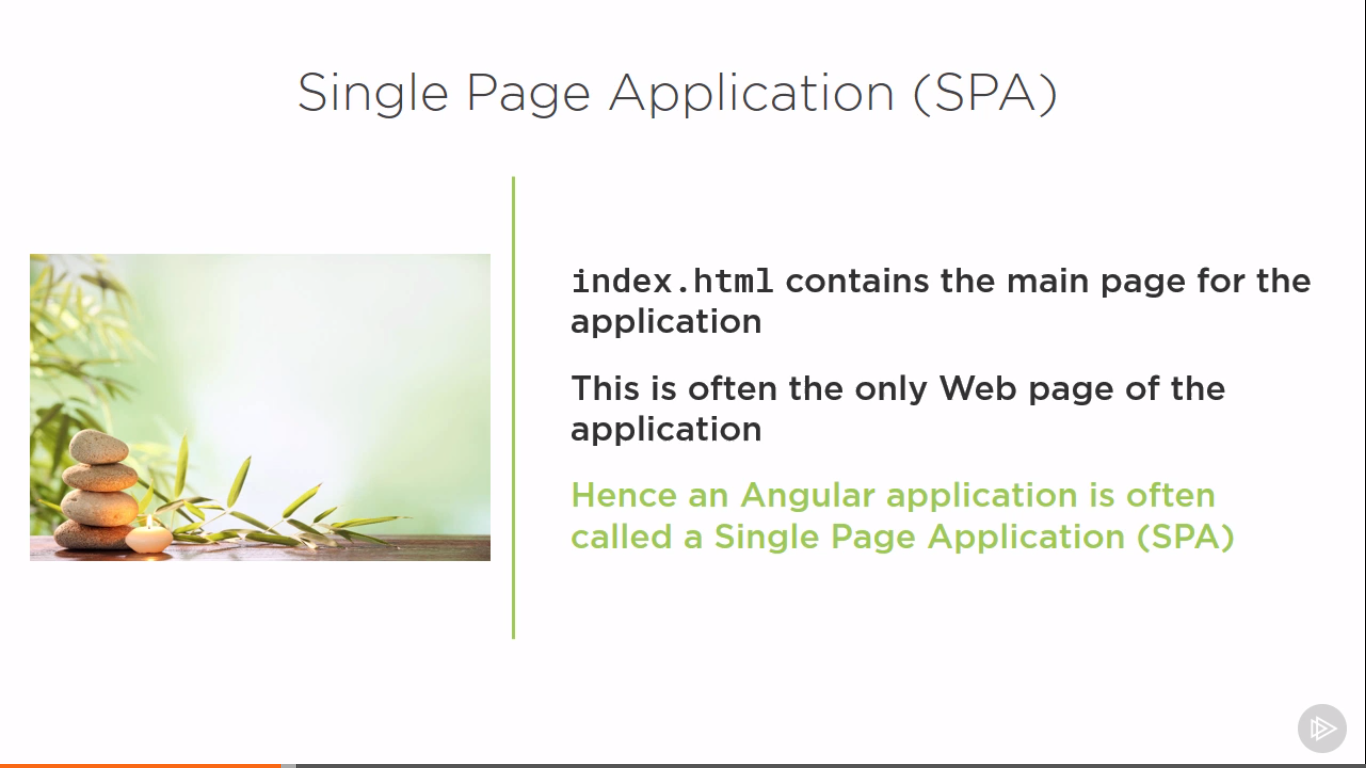 Single Page Application (SPA)
index.html contains the main page for the
application
This is often the only Web page of the
application
Hence an Angular application is often
called a Single Page Application (SPA)